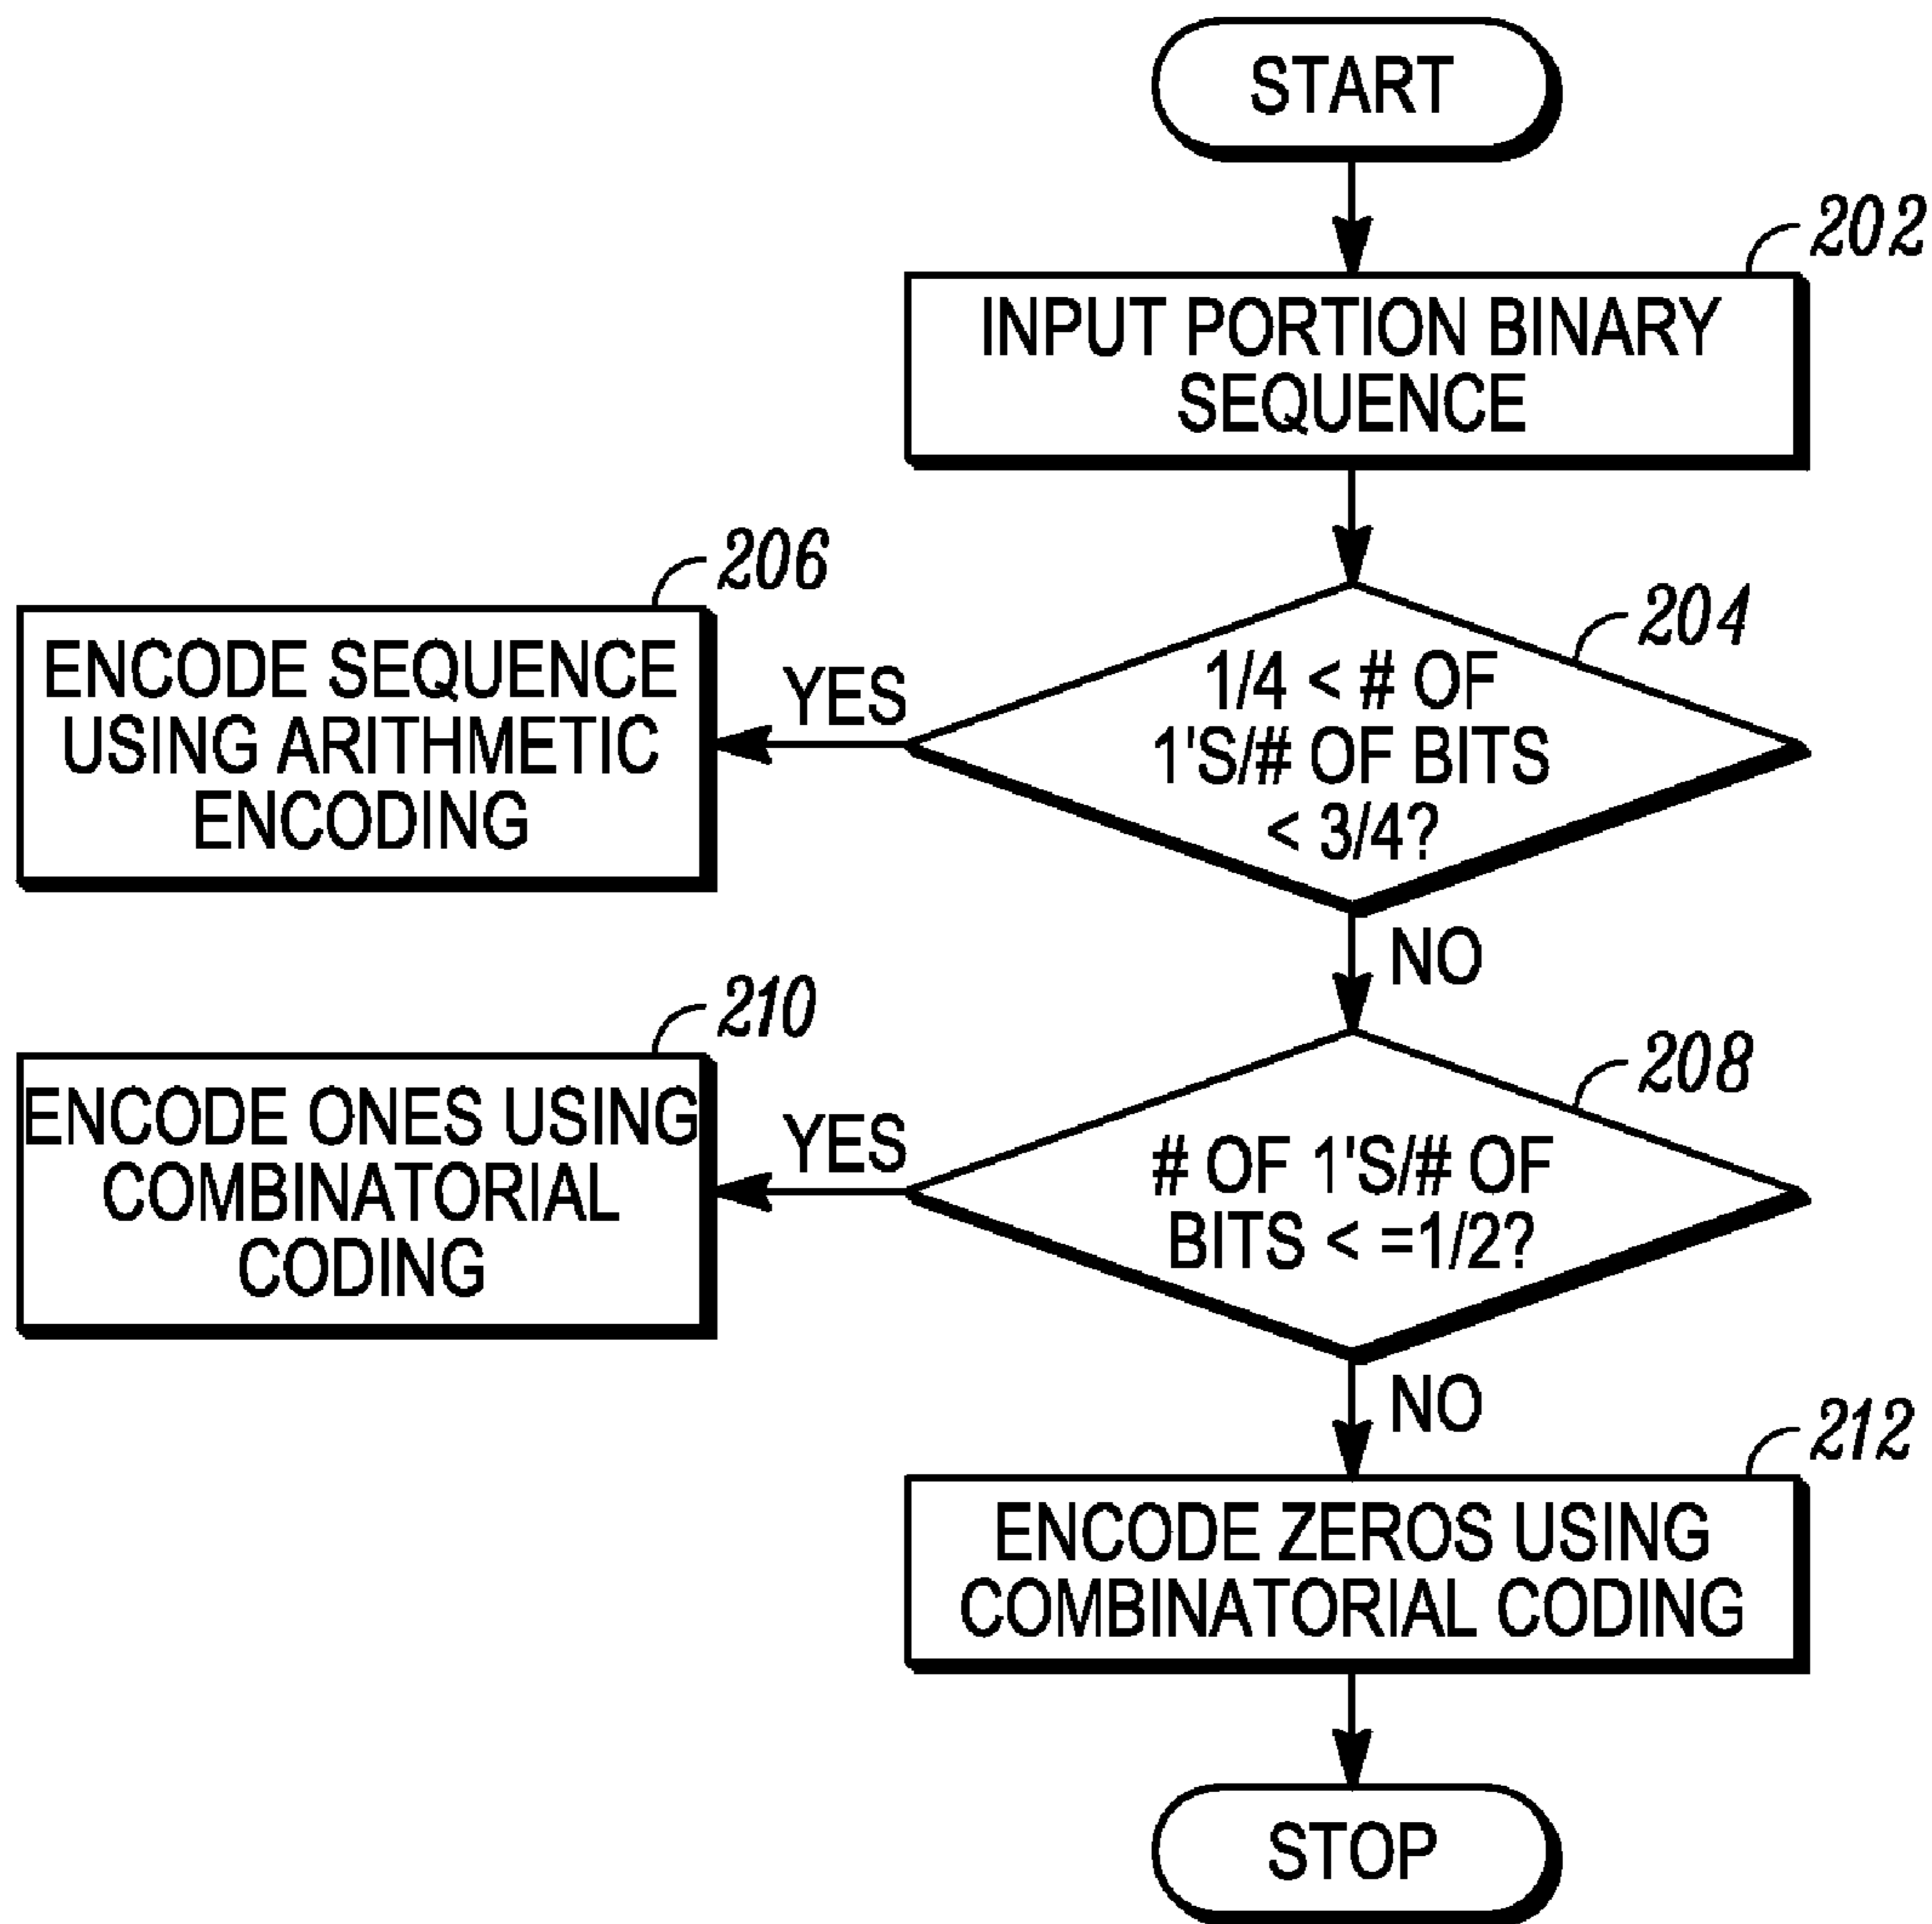 START
202
INPUT PORTION BINARY
SEQUENCE
206
ENCODE SEQUENCE
USING ARITHMETIC
ENCODING
YES
204
1/4 < # OF
1'S/# OF BITS
< 3/4?
NO
210
ENCODE ONES USING
COMBINATORIAL
CODING
YES
208
# OF 1'S/# OF
BITS < =1/2?
NO
212
ENCODE ZEROS USING
COMBINATORIAL CODING
STOP